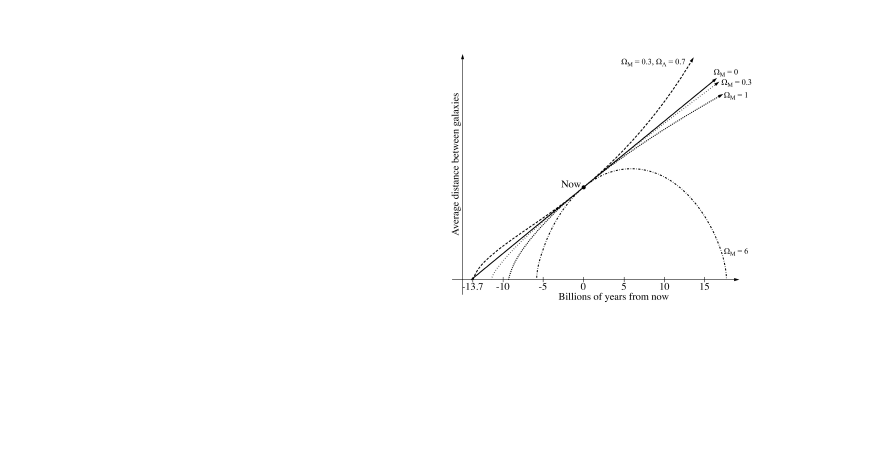 Ω_M = 0.3, Ω_Λ = 0.7
Ω_M = 0
Ω_M = 0.3
Ω_M = 1
Average distance between galaxies
Now
Ω_M = 6
-13.7 -10 -5 0 5 10 15
Billions of years from now